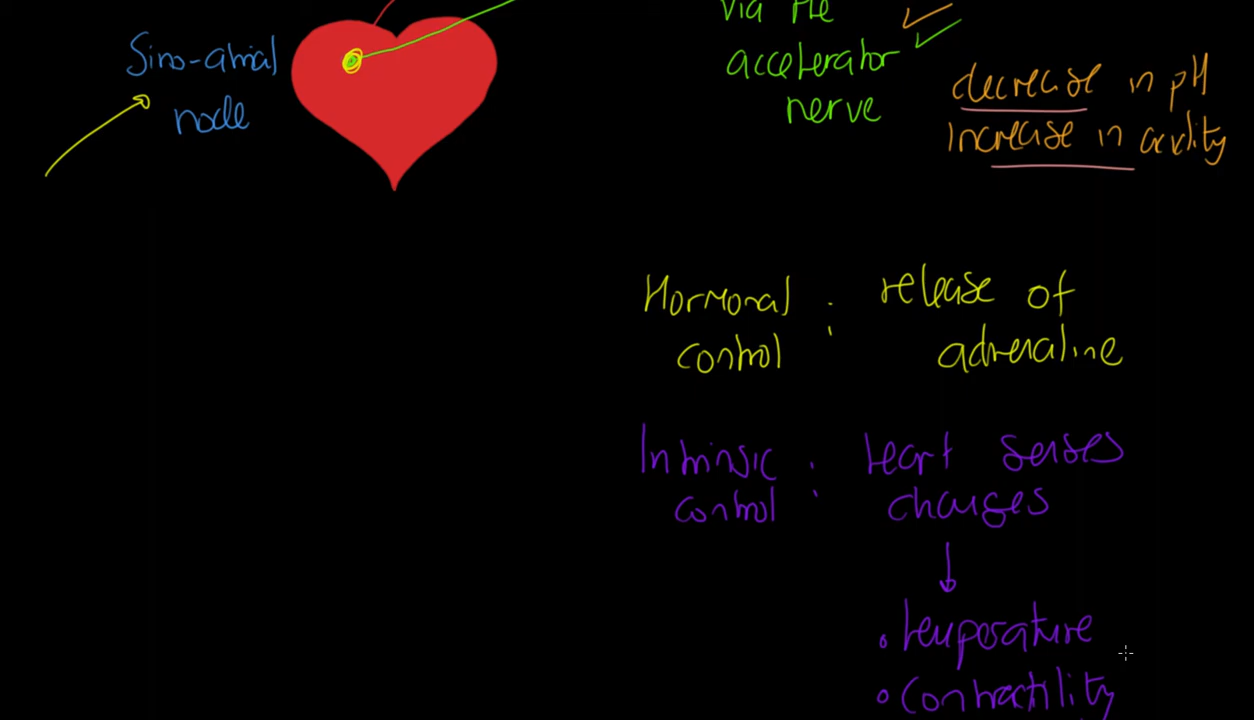 via the
accelerator
nerve
Sino-atrial
node
decrease in pH
Increase in acidity
Hormonal : release of
control adrenaline
Intrinsic : heart senses
control changes
• temperature
• contractility